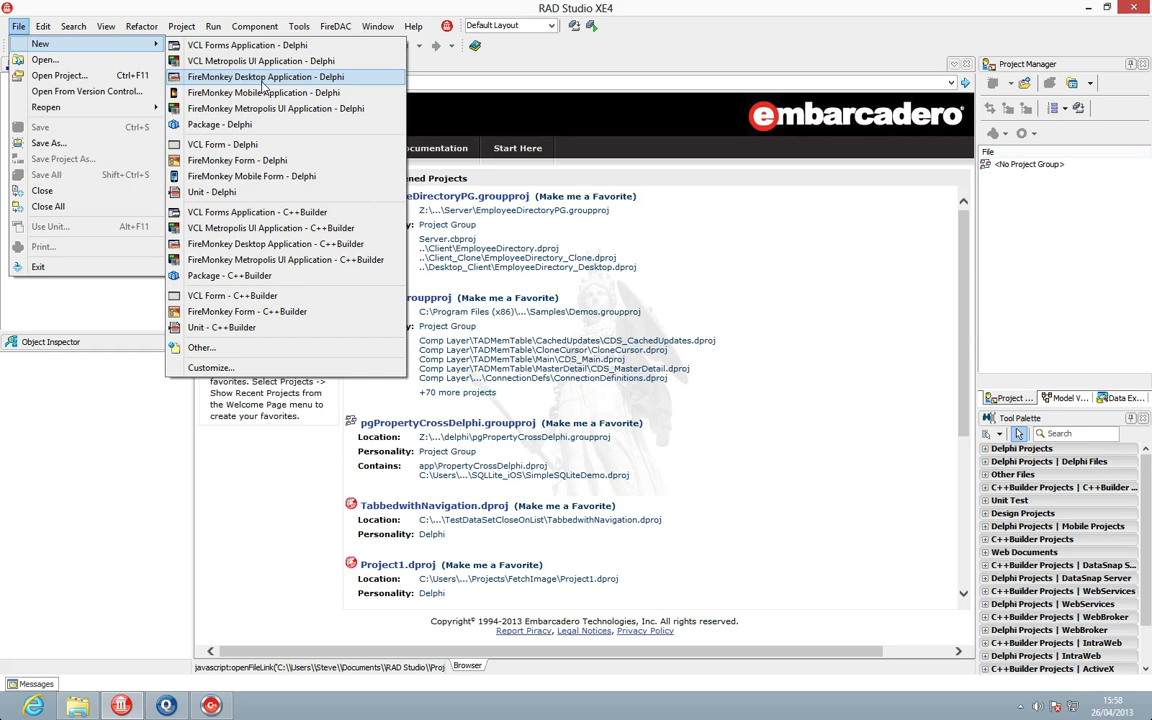 RAD Studio XE4
File Edit Search View Refactor Project Run Component Tools FireDAC Window Help Default Layout
New
Open...
Open Project... Ctrl+F11
Open From Version Control...
Reopen
Save Ctrl+S
Save As...
Save Project As...
Save All Shift+Ctrl+S
Close
Close All
Use Unit... Alt+F11
Print...
Exit
VCL Forms Application - Delphi
VCL Metropolis UI Application - Delphi
FireMonkey Desktop Application - Delphi
FireMonkey Mobile Application - Delphi
FireMonkey Metropolis UI Application - Delphi
Package - Delphi
VCL Form - Delphi
FireMonkey Form - Delphi
FireMonkey Mobile Form - Delphi
Unit - Delphi
VCL Forms Application - C++Builder
VCL Metropolis UI Application - C++Builder
FireMonkey Desktop Application - C++Builder
FireMonkey Metropolis UI Application - C++Builder
Package - C++Builder
VCL Form - C++Builder
FireMonkey Form - C++Builder
Unit - C++Builder
Other...
Customize...
Object Inspector
embarcadero
ocumentation Start Here
ened Projects
eDirectoryPG.groupproj (Make me a Favorite)
Z:\...\Server\EmployeeDirectoryPG.groupproj
Project Group
Server.cbproj
..\Client\EmployeeDirectory.dproj
..\Client\EmployeeDirectory_Clone.dproj
..\Desktop_Client\EmployeeDirectory_Desktop.dproj
groupproj (Make me a Favorite)
C:\Program Files (x86)\...\Samples\Demos.groupproj
Project Group
Comp Layer\TADMemTable\CachedUpdates\CDS_CachedUpdates.dproj
Comp Layer\TADMemTable\CloneCursor\CloneCursor.dproj
Comp Layer\TADMemTable\Main\CDS_Main.dproj
Comp Layer\TADMemTable\MasterDetail\CDS_MasterDetail.dproj
Comp Layer\...\ConnectionDefs\ConnectionDefinitions.dproj
+70 more projects
favorites. Select Projects ->
Show Recent Projects from
the Welcome Page menu to
create your favorites.
pgPropertyCrossDelphi.groupproj (Make me a Favorite)
Location: Z:\...\delphi\pgPropertyCrossDelphi.groupproj
Personality: Project Group
Contains: app\PropertyCrossDelphi.dproj
C:\Users\...\SQLLite_iOS\SimpleSQLiteDemo.dproj
TabbedwithNavigation.dproj (Make me a Favorite)
Location: C:\...\TestDataSetCloseOnList\TabbedwithNavigation.dproj
Personality: Delphi
Project1.dproj (Make me a Favorite)
Location: C:\Users\...\Projects\FetchImage\Project1.dproj
Personality: Delphi
Copyright© 1994-2013 Embarcadero Technologies, Inc. All rights reserved.
Report Piracy, Legal Notices, Privacy Policy
javascript:openFileLink('C:\\Users\\Steve\\Documents\\RAD Studio\\Proj
Browser
Project Manager
File
<No Project Group>
Project ... Model V... Data Ex...
Tool Palette
Search
Delphi Projects
Delphi Projects | Delphi Files
Other Files
C++Builder Projects | C++Builder ...
Unit Test
Design Projects
Delphi Projects | Mobile Projects
C++Builder Projects
Web Documents
C++Builder Projects | DataSnap S...
Delphi Projects | DataSnap Server
C++Builder Projects | WebServices
Delphi Projects | WebServices
C++Builder Projects | WebBroker
Delphi Projects | WebBroker
C++Builder Projects | IntraWeb
Delphi Projects | IntraWeb
C++Builder Projects | ActiveX
Messages
15:58
26/04/2013